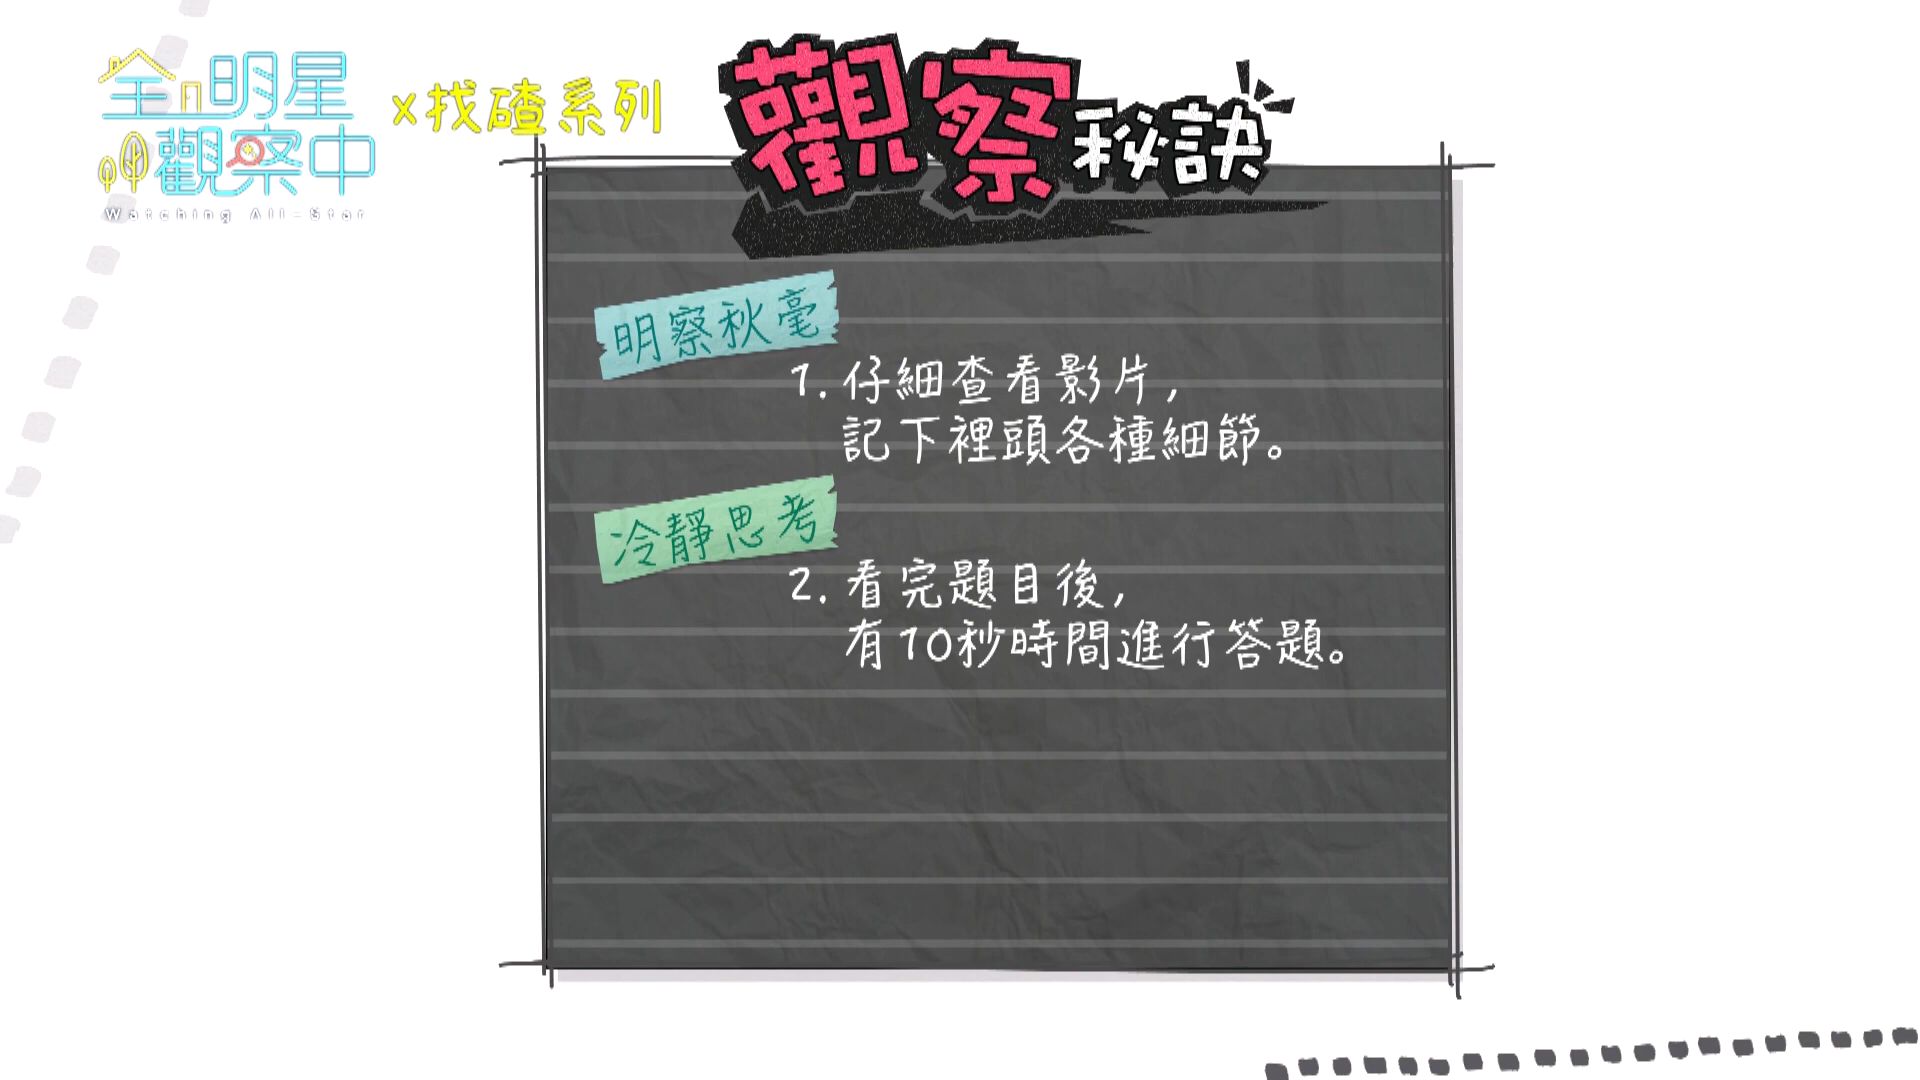 全明星
觀察中
Watching All-Star
x找碴系列
觀察秘訣
明察秋毫
1. 仔細查看影片,
記下裡頭各種細節。
冷靜思考
2. 看完題目後,
有10秒時間進行答題。